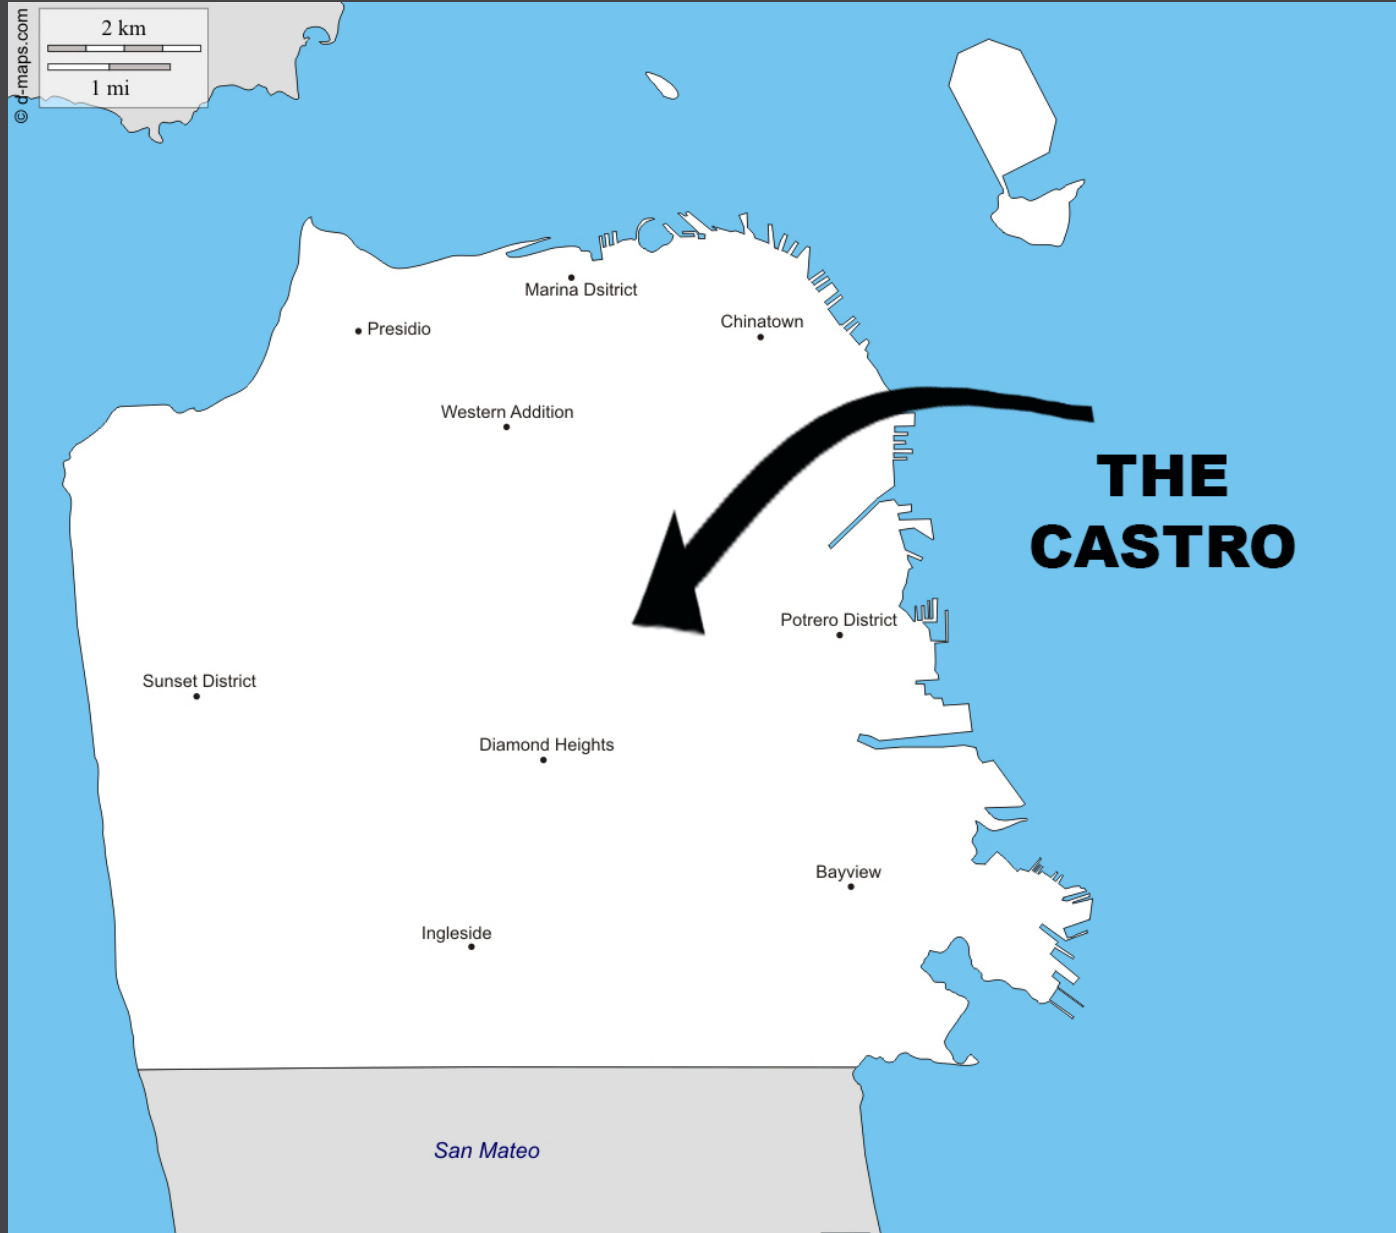 © d-maps.com
2 km
1 mi
Marina Dsitrict
Chinatown
Presidio
Western Addition
THE
CASTRO
Potrero District
Sunset District
Diamond Heights
Bayview
Ingleside
San Mateo